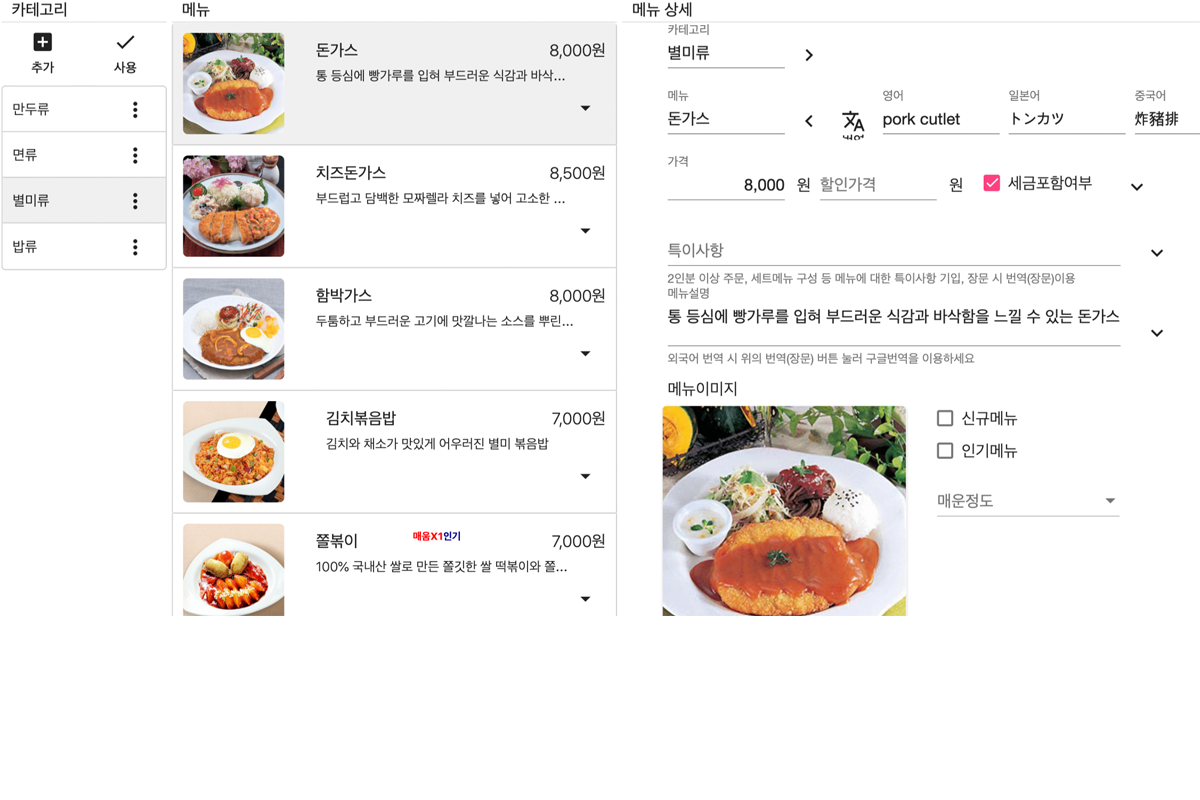 카테고리
추가
사용
만두류
면류
별미류
밥류
메뉴
돈가스
8,000원
통 등심에 빵가루를 입혀 부드러운 식감과 바삭...
치즈돈가스
8,500원
부드럽고 담백한 모짜렐라 치즈를 넣어 고소한 ...
함박가스
8,000원
두툼하고 부드러운 고기에 맛깔나는 소스를 뿌린...
김치볶음밥
7,000원
김치와 채소가 맛있게 어우러진 별미 볶음밥
쫄볶이
매움X1인기
7,000원
100% 국내산 쌀로 만든 쫄깃한 쌀 떡볶이와 쫄...
메뉴 상세
카테고리
별미류
메뉴
영어
일본어
중국어
돈가스
pork cutlet
トンカツ
炸豬排
가격
8,000 원
할인가격
원
세금포함여부
특이사항
2인분 이상 주문, 세트메뉴 구성 등 메뉴에 대한 특이사항 기입, 장문 시 번역(장문)이용
메뉴설명
통 등심에 빵가루를 입혀 부드러운 식감과 바삭함을 느낄 수 있는 돈가스
외국어 번역 시 위의 번역(장문) 버튼 눌러 구글번역을 이용하세요
메뉴이미지
신규메뉴
인기메뉴
매운정도